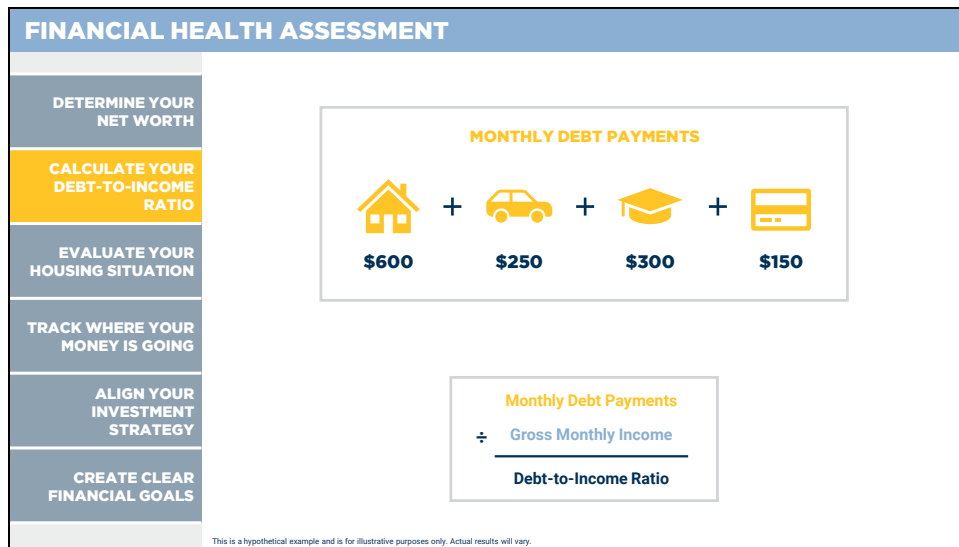 FINANCIAL HEALTH ASSESSMENT
DETERMINE YOUR
NET WORTH
CALCULATE YOUR
DEBT-TO-INCOME
RATIO
EVALUATE YOUR
HOUSING SITUATION
TRACK WHERE YOUR
MONEY IS GOING
ALIGN YOUR
INVESTMENT
STRATEGY
CREATE CLEAR
FINANCIAL GOALS
MONTHLY DEBT PAYMENTS
+ + +
$600 $250 $300 $150
Monthly Debt Payments
÷ Gross Monthly Income
Debt-to-Income Ratio
This is a hypothetical example and is for illustrative purposes only. Actual results will vary.